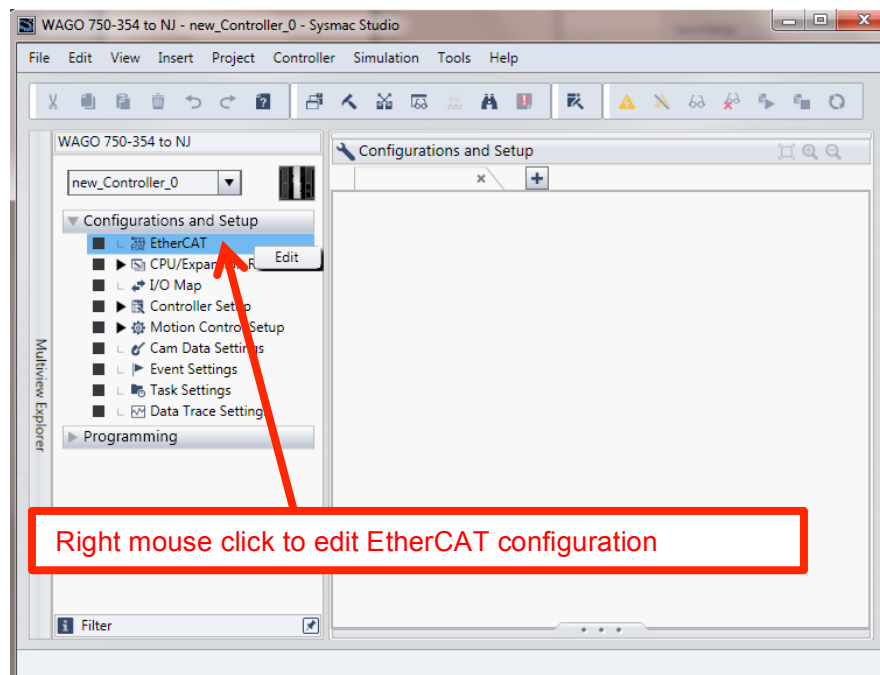 WAGO 750-354 to NJ - new_Controller_0 - Sysmac Studio
File Edit View Insert Project Controller Simulation Tools Help
WAGO 750-354 to NJ
new_Controller_0
Configurations and Setup
EtherCAT
Edit
I/O Map
Controller Setup
Motion Control Setup
Cam Data Settings
Event Settings
Task Settings
Data Trace Settings
Programming
Multiview Explorer
Configurations and Setup
Right mouse click to edit EtherCAT configuration
Filter